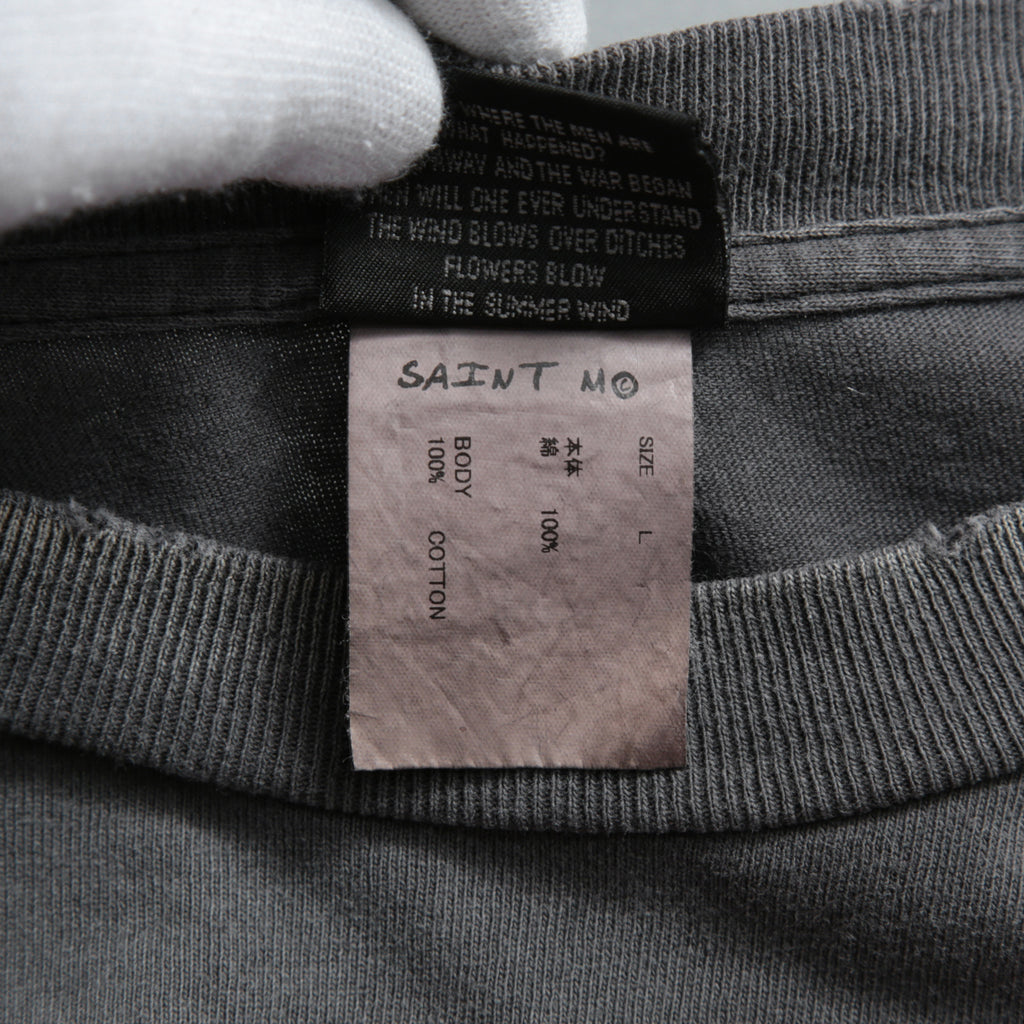 WHERE THE MEN ARE
WHAT HAPPENED?
AWAY AND THE WAR BEGAN
WILL ONE EVER UNDERSTAND
THE WIND BLOWS OVER DITCHES
FLOWERS BLOW
IN THE SUMMER WIND
SAINT M©
SIZE L
本体
綿 100%
BODY
100% COTTON